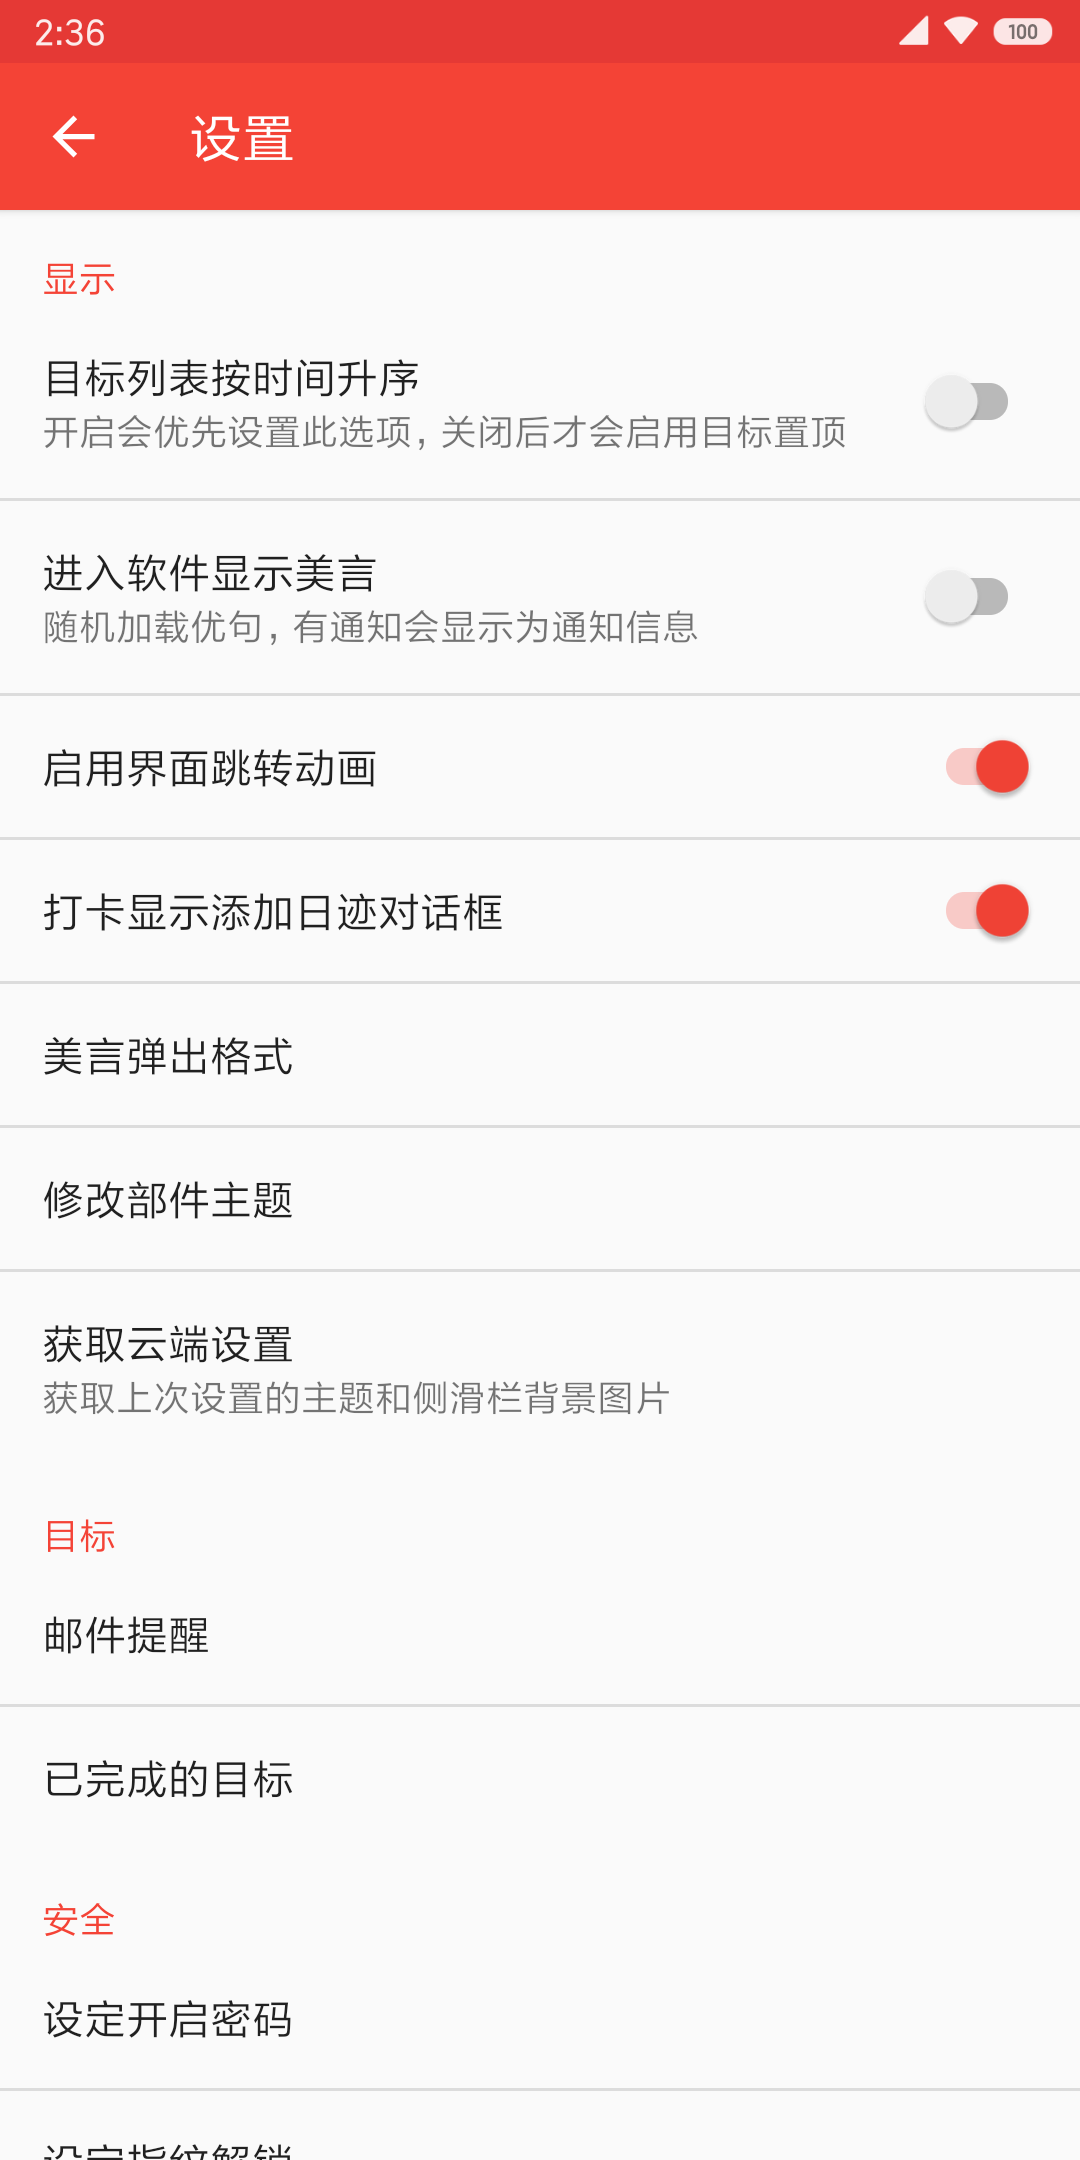 2:36
100
设置
显示
目标列表按时间升序
开启会优先设置此选项, 关闭后才会启用目标置顶
进入软件显示美言
随机加载优句, 有通知会显示为通知信息
启用界面跳转动画
打卡显示添加日迹对话框
美言弹出格式
修改部件主题
获取云端设置
获取上次设置的主题和侧滑栏背景图片
目标
邮件提醒
已完成的目标
安全
设定开启密码
设定指纹解锁